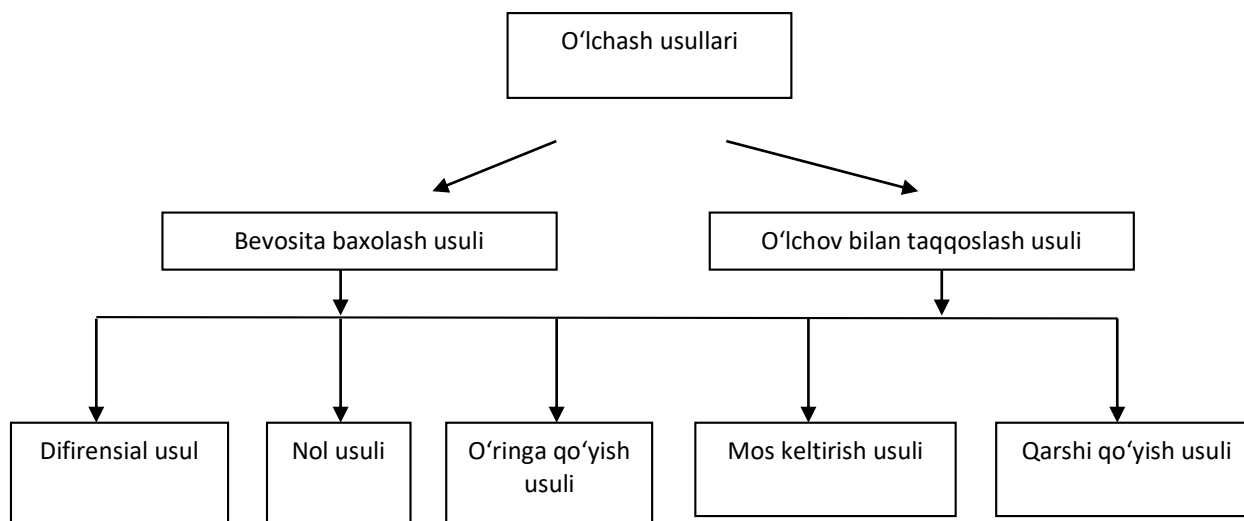 O‘lchash usullari
Bevosita baxolash usuli
O‘lchov bilan taqqoslash usuli
Difirensial usul
Nol usuli
O‘ringa qo‘yish
usuli
Mos keltirish usuli
Qarshi qo‘yish usuli